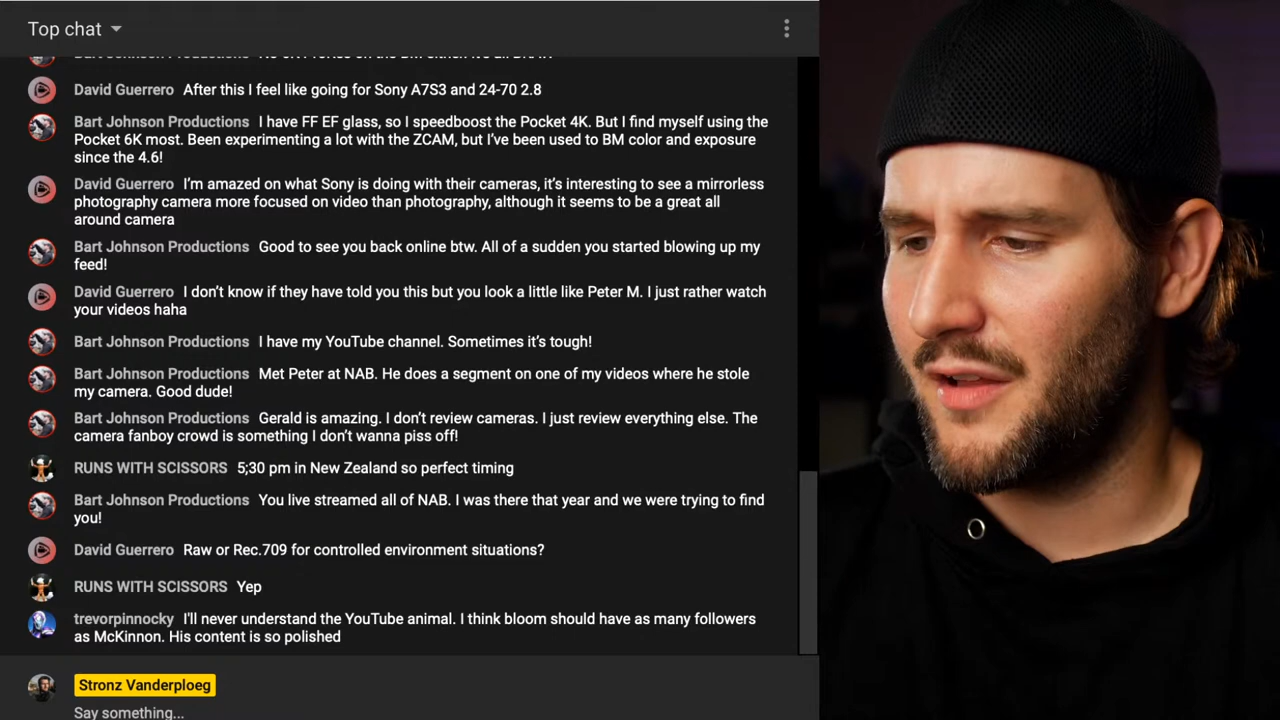 Top chat
David Guerrero After this I feel like going for Sony A7S3 and 24-70 2.8
Bart Johnson Productions I have FF EF glass, so I speedboost the Pocket 4K. But I find myself using the
Pocket 6K most. Been experimenting a lot with the ZCAM, but I've been used to BM color and exposure
since the 4.6!
David Guerrero I'm amazed on what Sony is doing with their cameras, it's interesting to see a mirrorless
photography camera more focused on video than photography, although it seems to be a great all
around camera
Bart Johnson Productions Good to see you back online btw. All of a sudden you started blowing up my
feed!
David Guerrero I don't know if they have told you this but you look a little like Peter M. I just rather watch
your videos haha
Bart Johnson Productions I have my YouTube channel. Sometimes it's tough!
Bart Johnson Productions Met Peter at NAB. He does a segment on one of my videos where he stole
my camera. Good dude!
Bart Johnson Productions Gerald is amazing. I don't review cameras. I just review everything else. The
camera fanboy crowd is something I don't wanna piss off!
RUNS WITH SCISSORS 5;30 pm in New Zealand so perfect timing
Bart Johnson Productions You live streamed all of NAB. I was there that year and we were trying to find
you!
David Guerrero Raw or Rec.709 for controlled environment situations?
RUNS WITH SCISSORS Yep
trevorpinnocky I'll never understand the YouTube animal. I think bloom should have as many followers
as McKinnon. His content is so polished
Stronz Vanderploeg
Say something...